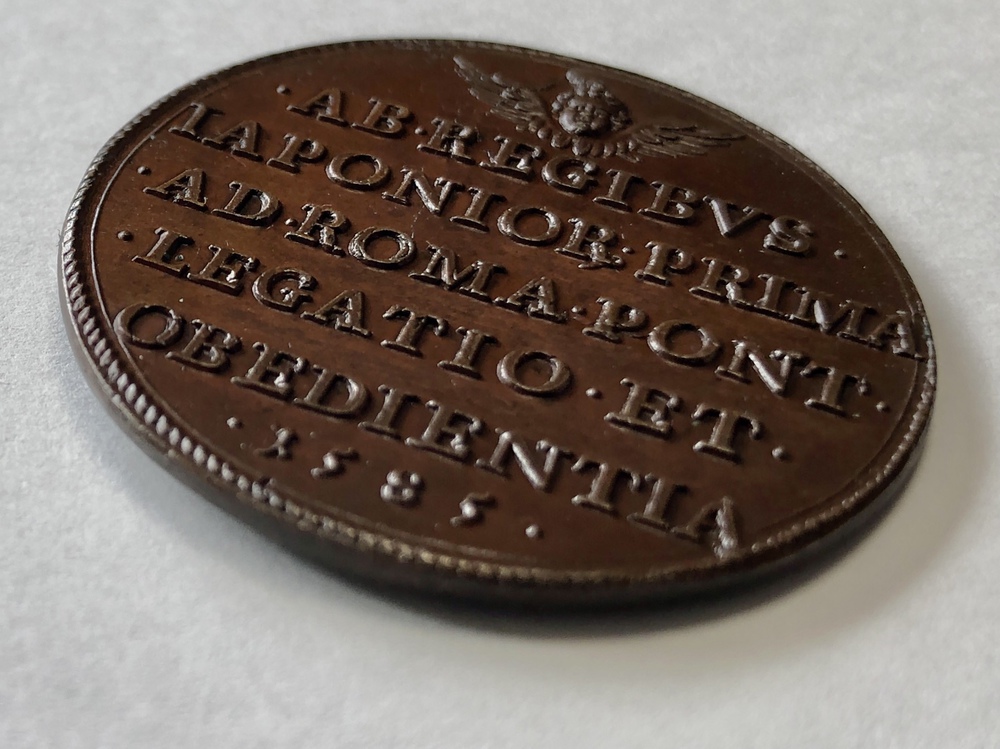 · AB · REGIBVS ·
IAPONIOR · PRIMA
· AD · ROMA · PONT ·
· LEGATIO · ET ·
OBEDIENTIA
· 1585 ·